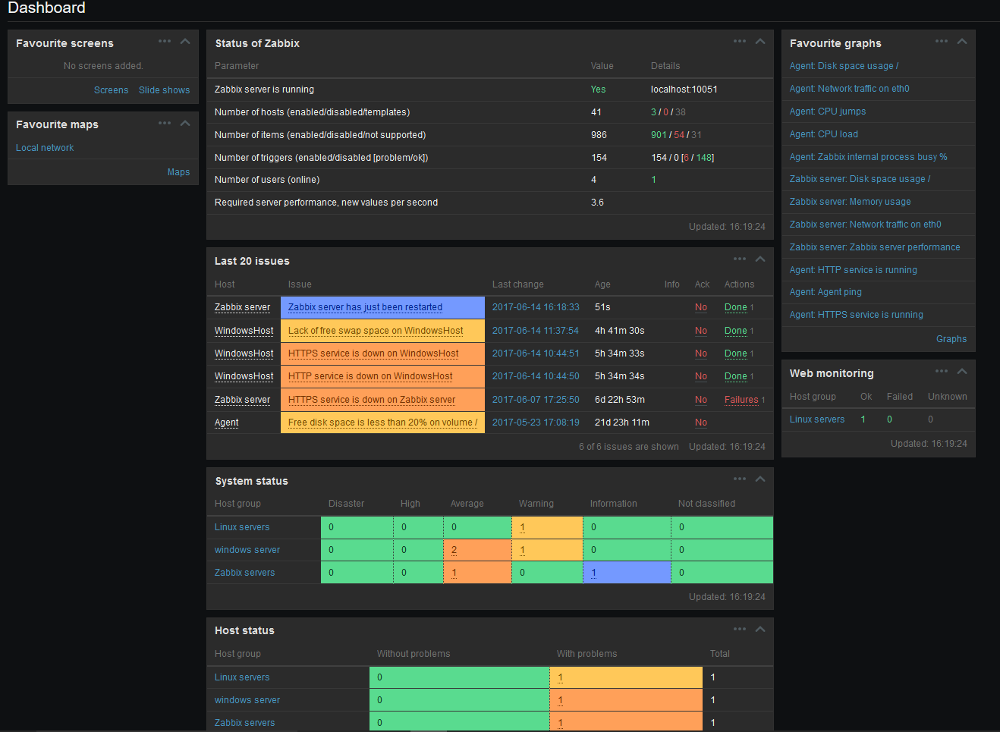 Dashboard
Favourite screens
No screens added.
Screens Slide shows
Favourite maps
Local network
Maps
Status of Zabbix
Parameter Value Details
Zabbix server is running Yes localhost:10051
Number of hosts (enabled/disabled/templates) 41 3 / 0 / 38
Number of items (enabled/disabled/not supported) 986 901 / 54 / 31
Number of triggers (enabled/disabled [problem/ok]) 154 154 / 0 [6 / 148]
Number of users (online) 4 1
Required server performance, new values per second 3.6
Updated: 16:19:24
Last 20 issues
Host Issue Last change Age Info Ack Actions
Zabbix server Zabbix server has just been restarted 2017-06-14 16:18:33 51s No Done 1
WindowsHost Lack of free swap space on WindowsHost 2017-06-14 11:37:54 4h 41m 30s No Done 1
WindowsHost HTTPS service is down on WindowsHost 2017-06-14 10:44:51 5h 34m 33s No Done 1
WindowsHost HTTP service is down on WindowsHost 2017-06-14 10:44:50 5h 34m 34s No Done 1
Zabbix server HTTPS service is down on Zabbix server 2017-06-07 17:25:50 6d 22h 53m No Failures 1
Agent Free disk space is less than 20% on volume / 2017-05-23 17:08:19 21d 23h 11m No
6 of 6 issues are shown Updated: 16:19:24
System status
Host group Disaster High Average Warning Information Not classified
Linux servers 0 0 0 1 0 0
windows server 0 0 2 1 0 0
Zabbix servers 0 0 1 0 1 0
Updated: 16:19:24
Host status
Host group Without problems With problems Total
Linux servers 0 1 1
windows server 0 1 1
Zabbix servers 0 1 1
Favourite graphs
Agent: Disk space usage /
Agent: Network traffic on eth0
Agent: CPU jumps
Agent: CPU load
Agent: Zabbix internal process busy %
Zabbix server: Disk space usage /
Zabbix server: Memory usage
Zabbix server: Network traffic on eth0
Zabbix server: Zabbix server performance
Agent: HTTP service is running
Agent: Agent ping
Agent: HTTPS service is running
Graphs
Web monitoring
Host group Ok Failed Unknown
Linux servers 1 0 0
Updated: 16:19:24